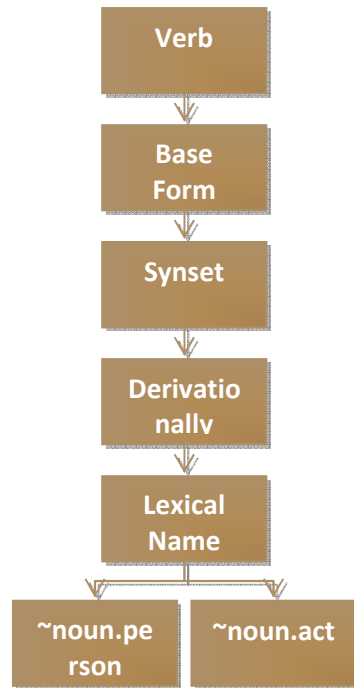 Verb
Base
Form
Synset
Derivatio
nally
Lexical
Name
~noun.pe
rson
~noun.act